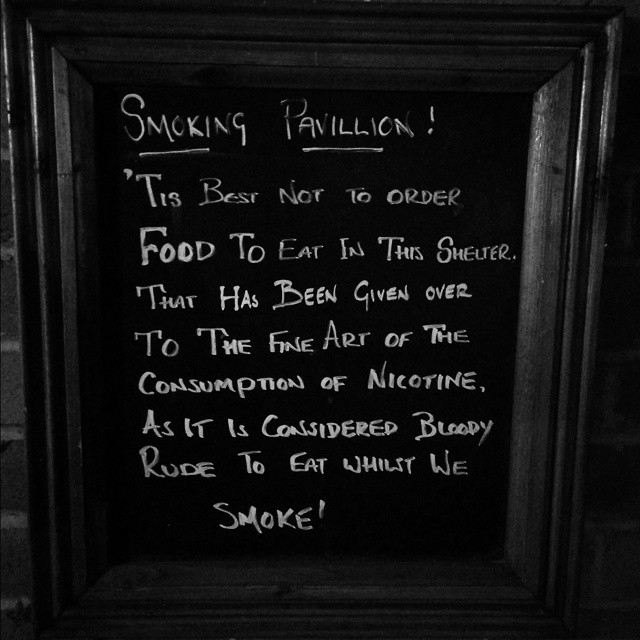 SMOKING PAVILLION!
'TIS BEST NOT TO ORDER
FOOD TO EAT IN THIS SHELTER.
THAT HAS BEEN GIVEN OVER
TO THE FINE ART OF THE
CONSUMPTION OF NICOTINE,
AS IT IS CONSIDERED BLOODY
RUDE TO EAT WHILST WE
SMOKE!